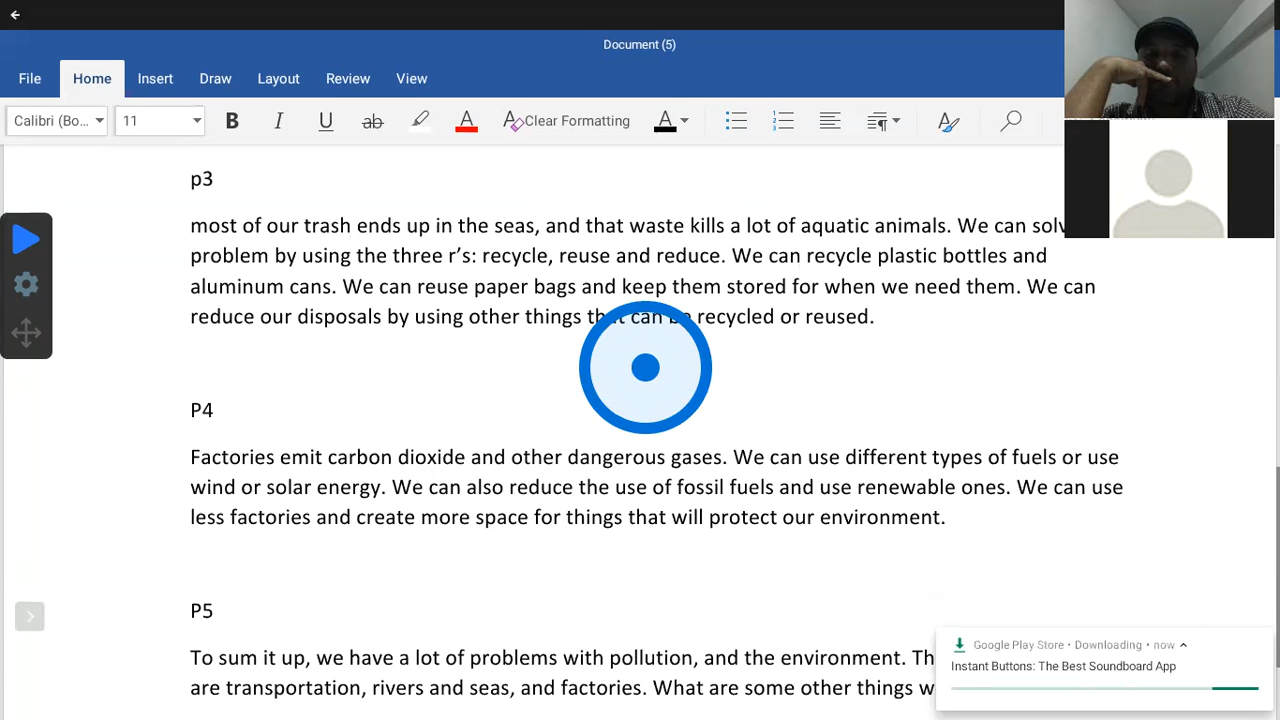 Document (5)
File Home Insert Draw Layout Review View
Calibri (Bo... 11 B I U ab A Clear Formatting A
p3
most of our trash ends up in the seas, and that waste kills a lot of aquatic animals. We can solv
problem by using the three r's: recycle, reuse and reduce. We can recycle plastic bottles and
aluminum cans. We can reuse paper bags and keep them stored for when we need them. We can
reduce our disposals by using other things that can be recycled or reused.
P4
Factories emit carbon dioxide and other dangerous gases. We can use different types of fuels or use
wind or solar energy. We can also reduce the use of fossil fuels and use renewable ones. We can use
less factories and create more space for things that will protect our environment.
P5
To sum it up, we have a lot of problems with pollution, and the environment. Th
are transportation, rivers and seas, and factories. What are some other things w
Google Play Store • Downloading • now
Instant Buttons: The Best Soundboard App